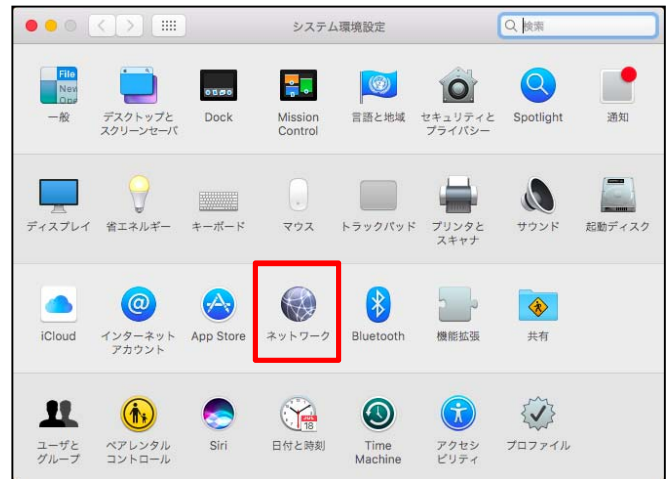 システム環境設定
検索
File
New
Ope
一般
デスクトップと
スクリーンセーバ
Dock
Mission
Control
言語と地域
セキュリティと
プライバシー
Spotlight
通知
ディスプレイ
省エネルギー
キーボード
マウス
トラックパッド
プリンタと
スキャナ
サウンド
起動ディスク
iCloud
インターネット
アカウント
App Store
ネットワーク
Bluetooth
機能拡張
共有
ユーザと
グループ
ペアレンタル
コントロール
Siri
18
日付と時刻
Time
Machine
アクセシ
ビリティ
プロファイル